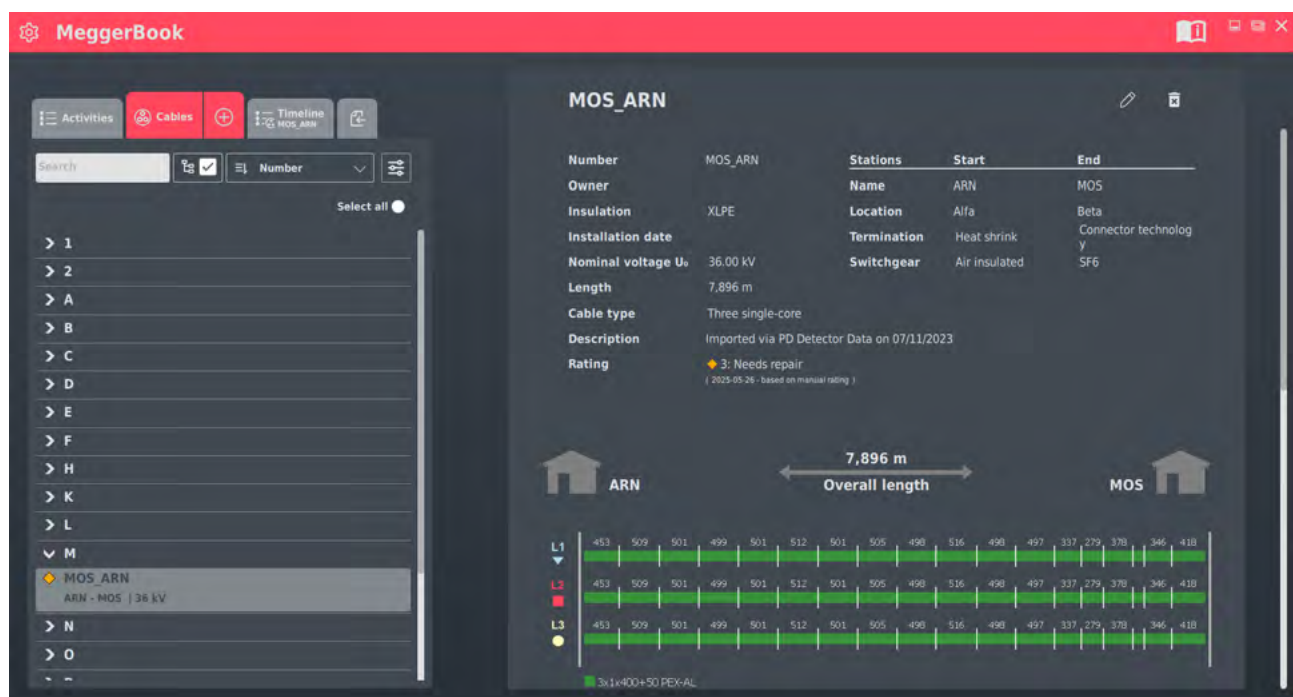 MeggerBook
Activities
Cables
Timeline
MOS_ARN
Search
Number
Select all
1
2
A
B
C
D
E
F
H
K
L
M
MOS_ARN
ARN - MOS | 36 kV
N
O
MOS_ARN
Number MOS_ARN
Owner
Insulation XLPE
Installation date
Nominal voltage U₀ 36.00 kV
Length 7,896 m
Cable type Three single-core
Description Imported via PD Detector Data on 07/11/2023
Rating 3: Needs repair
( 2025-05-26 - based on manual rating )
Stations Start End
Name ARN MOS
Location Alfa Beta
Termination Heat shrink Connector technolog
y
Switchgear Air insulated SF6
7,896 m
ARN Overall length MOS
L1 453 509 501 499 501 512 501 505 498 516 498 497 337 279 378 346 418
L2 453 509 501 499 501 512 501 505 498 516 498 497 337 279 378 346 418
L3 453 509 501 499 501 512 501 505 498 516 498 497 337 279 378 346 418
3x1x400+50 PEX-AL